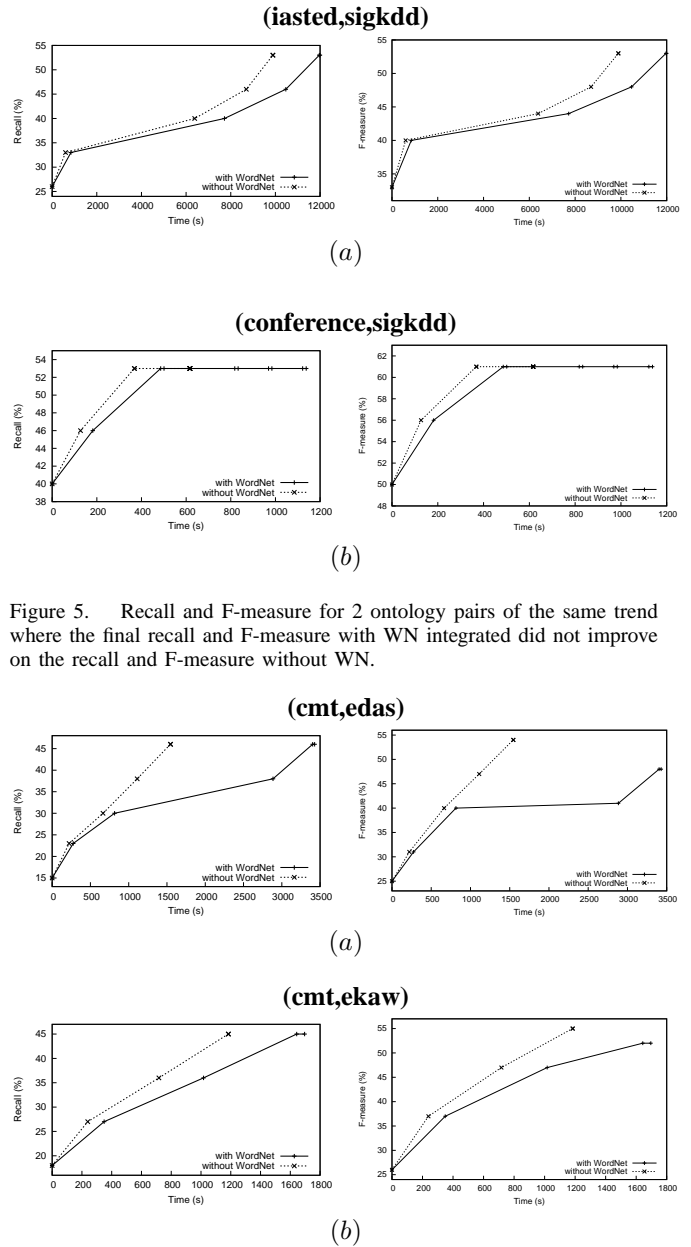 (iasted,sigkdd)
55
50
45
40
35
30
25
Recall (%)
0 2000 4000 6000 8000 10000 12000
Time (s)
with WordNet
without WordNet
55
50
45
40
35
F-measure (%)
0 2000 4000 6000 8000 10000 12000
Time (s)
with WordNet
without WordNet
(a)
(conference,sigkdd)
54
52
50
48
46
44
42
40
38
Recall (%)
0 200 400 600 800 1000 1200
Time (s)
with WordNet
without WordNet
62
60
58
56
54
52
50
48
F-measure (%)
0 200 400 600 800 1000 1200
Time (s)
with WordNet
without WordNet
(b)
Figure 5. Recall and F-measure for 2 ontology pairs of the same trend
where the final recall and F-measure with WN integrated did not improve
on the recall and F-measure without WN.
(cmt,edas)
45
40
35
30
25
20
15
Recall (%)
0 500 1000 1500 2000 2500 3000 3500
Time (s)
with WordNet
without WordNet
55
50
45
40
35
30
25
F-measure (%)
0 500 1000 1500 2000 2500 3000 3500
Time (s)
with WordNet
without WordNet
(a)
(cmt,ekaw)
45
40
35
30
25
20
Recall (%)
0 200 400 600 800 1000 1200 1400 1600 1800
Time (s)
with WordNet
without WordNet
55
50
45
40
35
30
25
F-measure (%)
0 200 400 600 800 1000 1200 1400 1600 1800
Time (s)
with WordNet
without WordNet
(b)